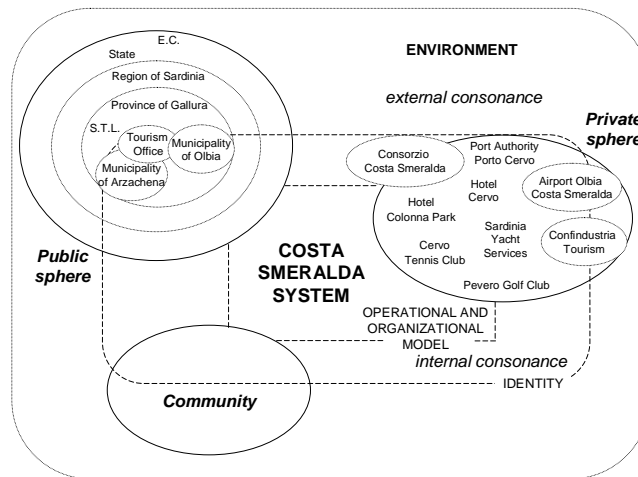 E.C.
State
ENVIRONMENT
Region of Sardinia
external consonance
Province of Gallura
Private
sphere
S.T.L.
Tourism
Office
Municipality
of Olbia
Municipality
of Arzachena
Consorzio
Costa Smeralda
Port Authority
Porto Cervo
Hotel
Cervo
Airport Olbia
Costa Smeralda
Hotel
Colonna Park
Sardinia
Yacht
Services
Confindustria
Tourism
Cervo
Tennis Club
Pevero Golf Club
Public
sphere
COSTA
SMERALDA
SYSTEM
OPERATIONAL AND
ORGANIZATIONAL
MODEL
internal consonance
IDENTITY
Community